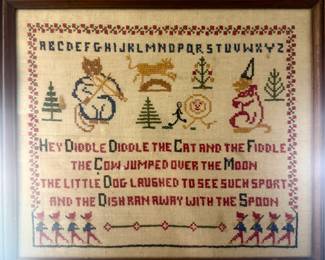 ABCDEFGHIJKLMNOPQRSTUVWXYZ
HEY DIDDLE DIDDLE THE CAT AND THE FIDDLE
THE COW JUMPED OVER THE MOON
THE LITTLE DOG LAUGHED TO SEE SUCH SPORT
AND THE DISH RAN AWAY WITH THE SPOON